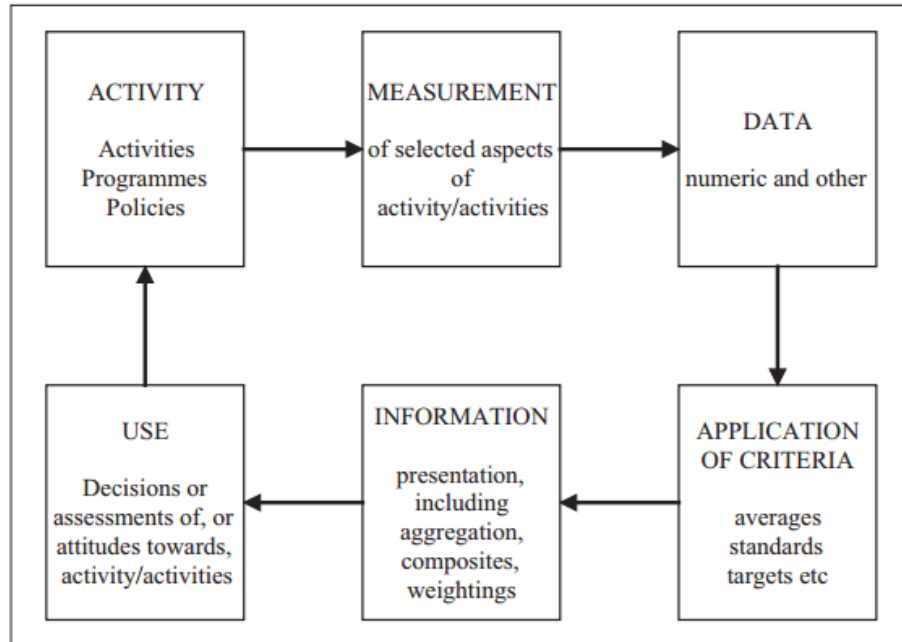 ACTIVITY
Activities
Programmes
Policies
MEASUREMENT
of selected aspects
of
activity/activities
DATA
numeric and other
USE
Decisions or
assessments of, or
attitudes towards,
activity/activities
INFORMATION
presentation,
including
aggregation,
composites,
weightings
APPLICATION
OF CRITERIA
averages
standards
targets etc